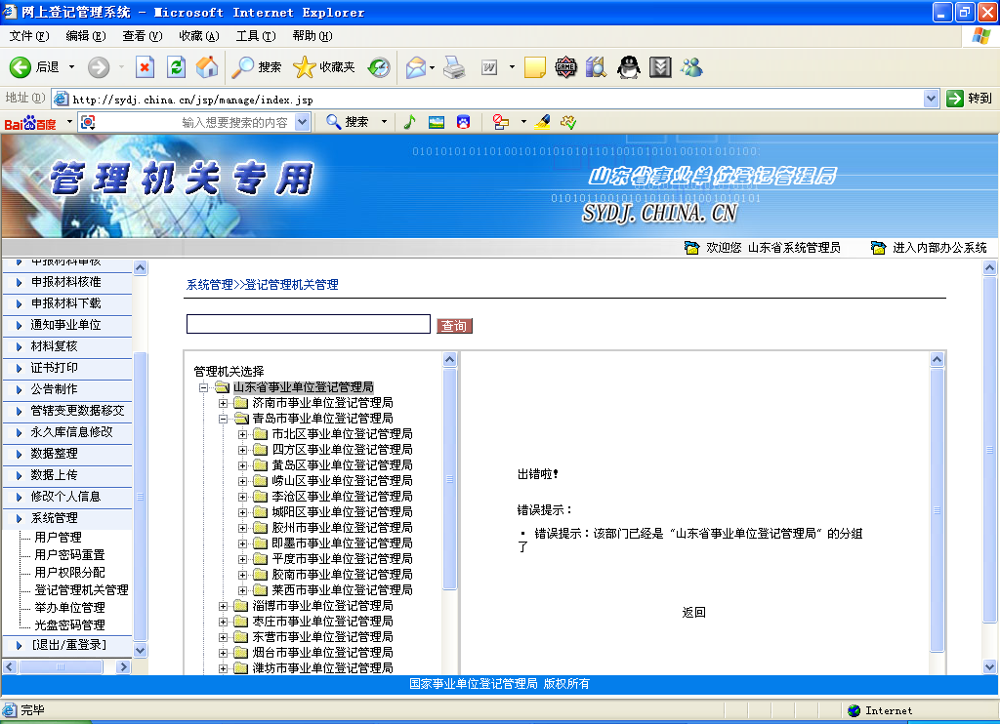 网上登记管理系统 - Microsoft Internet Explorer
文件(F) 编辑(E) 查看(V) 收藏(A) 工具(T) 帮助(H)
后退 搜索 收藏夹
地址(D) http://sydj.china.cn/jsp/manage/index.jsp 转到
Bai百度 输入想要搜索的内容 搜索
0101010101101001010101010110100101010100101010100
管理机关专用
山东省事业单位登记管理局
SYDJ.CHINA.CN
欢迎您 山东省系统管理员 进入内部办公系统
申报材料审核
申报材料核准
申报材料下载
通知事业单位
材料复核
证书打印
公告制作
管辖变更数据移交
永久库信息修改
数据整理
数据上传
修改个人信息
系统管理
用户管理
用户密码重置
用户权限分配
登记管理机关管理
举办单位管理
光盘密码管理
[退出/重登录]
系统管理>>登记管理机关管理
查询
管理机关选择
山东省事业单位登记管理局
济南市事业单位登记管理局
青岛市事业单位登记管理局
市北区事业单位登记管理局
四方区事业单位登记管理局
黄岛区事业单位登记管理局
崂山区事业单位登记管理局
李沧区事业单位登记管理局
城阳区事业单位登记管理局
胶州市事业单位登记管理局
即墨市事业单位登记管理局
平度市事业单位登记管理局
胶南市事业单位登记管理局
莱西市事业单位登记管理局
淄博市事业单位登记管理局
枣庄市事业单位登记管理局
东营市事业单位登记管理局
烟台市事业单位登记管理局
潍坊市事业单位登记管理局
出错啦!
错误提示:
• 错误提示:该部门已经是“山东省事业单位登记管理局”的分组
了
返回
国家事业单位登记管理局 版权所有
完毕 Internet